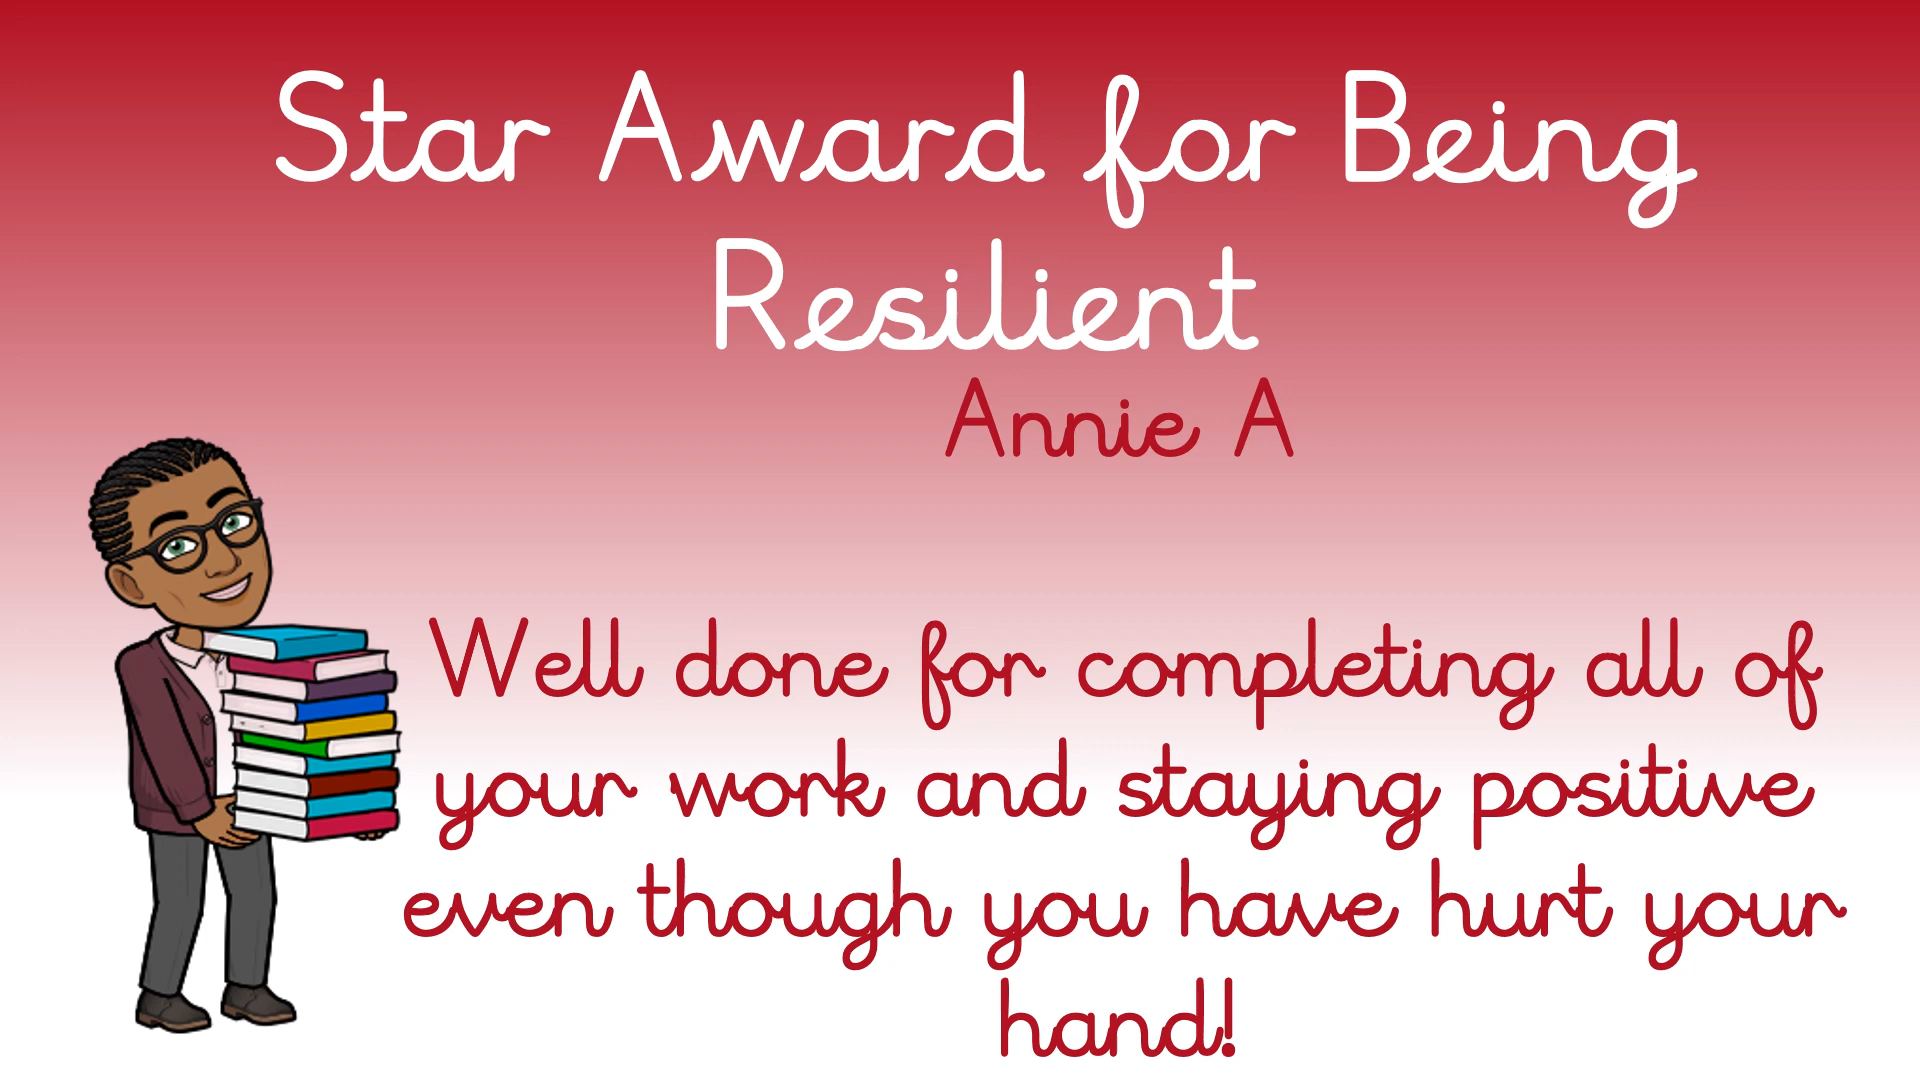 Star Award for Being
Resilient
Annie A
Well done for completing all of
your work and staying positive
even though you have hurt your
hand!